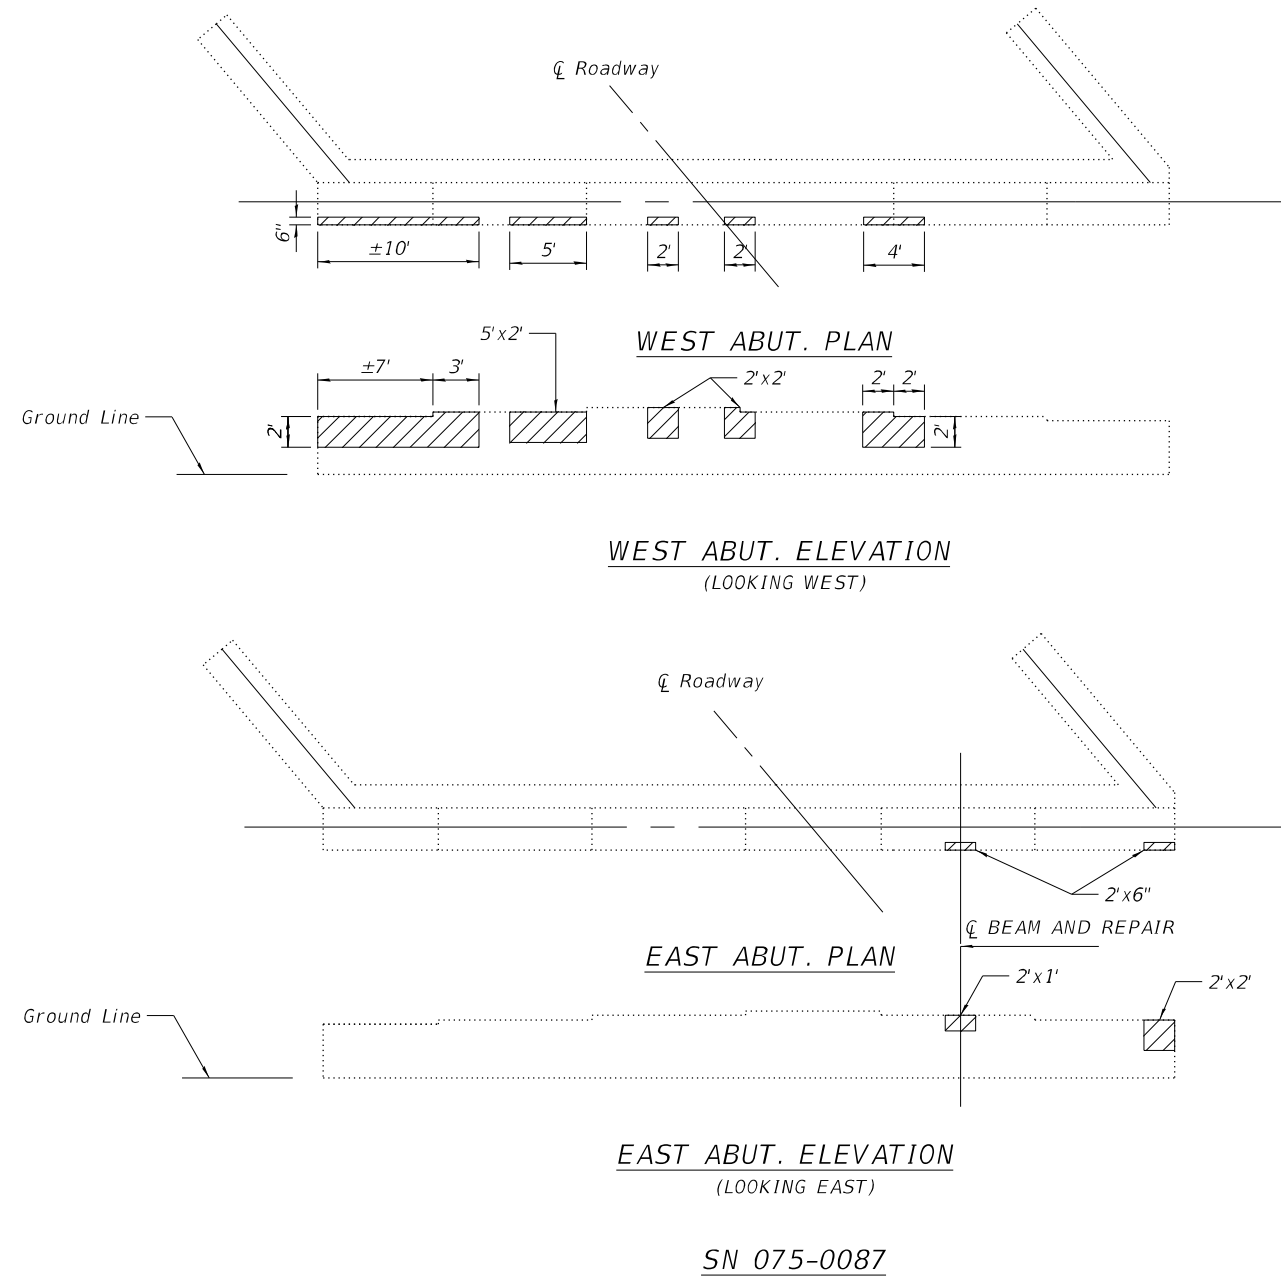 ℄ Roadway
6"
±10'
5'
2'
2'
4'
WEST ABUT. PLAN
5'x2'
±7'
3'
2'x2'
2'
2'
Ground Line
2'
2'
WEST ABUT. ELEVATION
(LOOKING WEST)
℄ Roadway
2'x6"
℄ BEAM AND REPAIR
EAST ABUT. PLAN
2'x1'
2'x2'
Ground Line
EAST ABUT. ELEVATION
(LOOKING EAST)
SN 075-0087